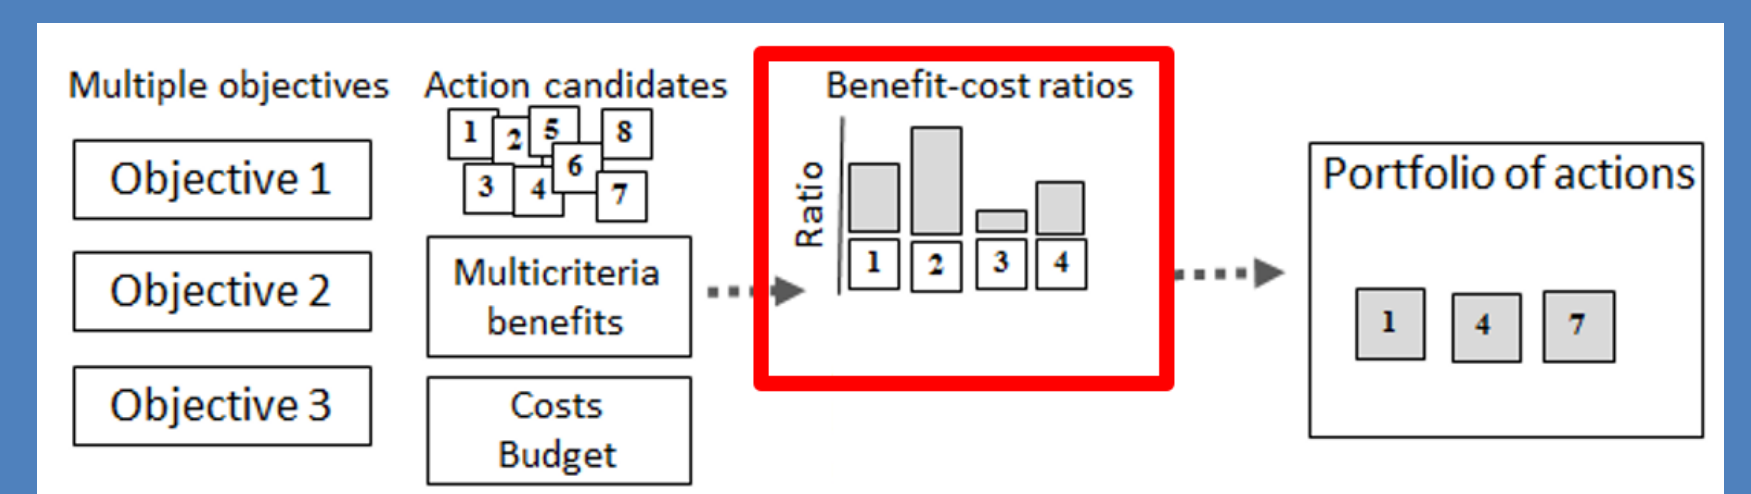 Multiple objectives
Objective 1
Objective 2
Objective 3
Action candidates
1 2 5 8
3 4 6 7
Multicriteria
benefits
Costs
Budget
Benefit-cost ratios
Ratio
1 2 3 4
Portfolio of actions
1 4 7